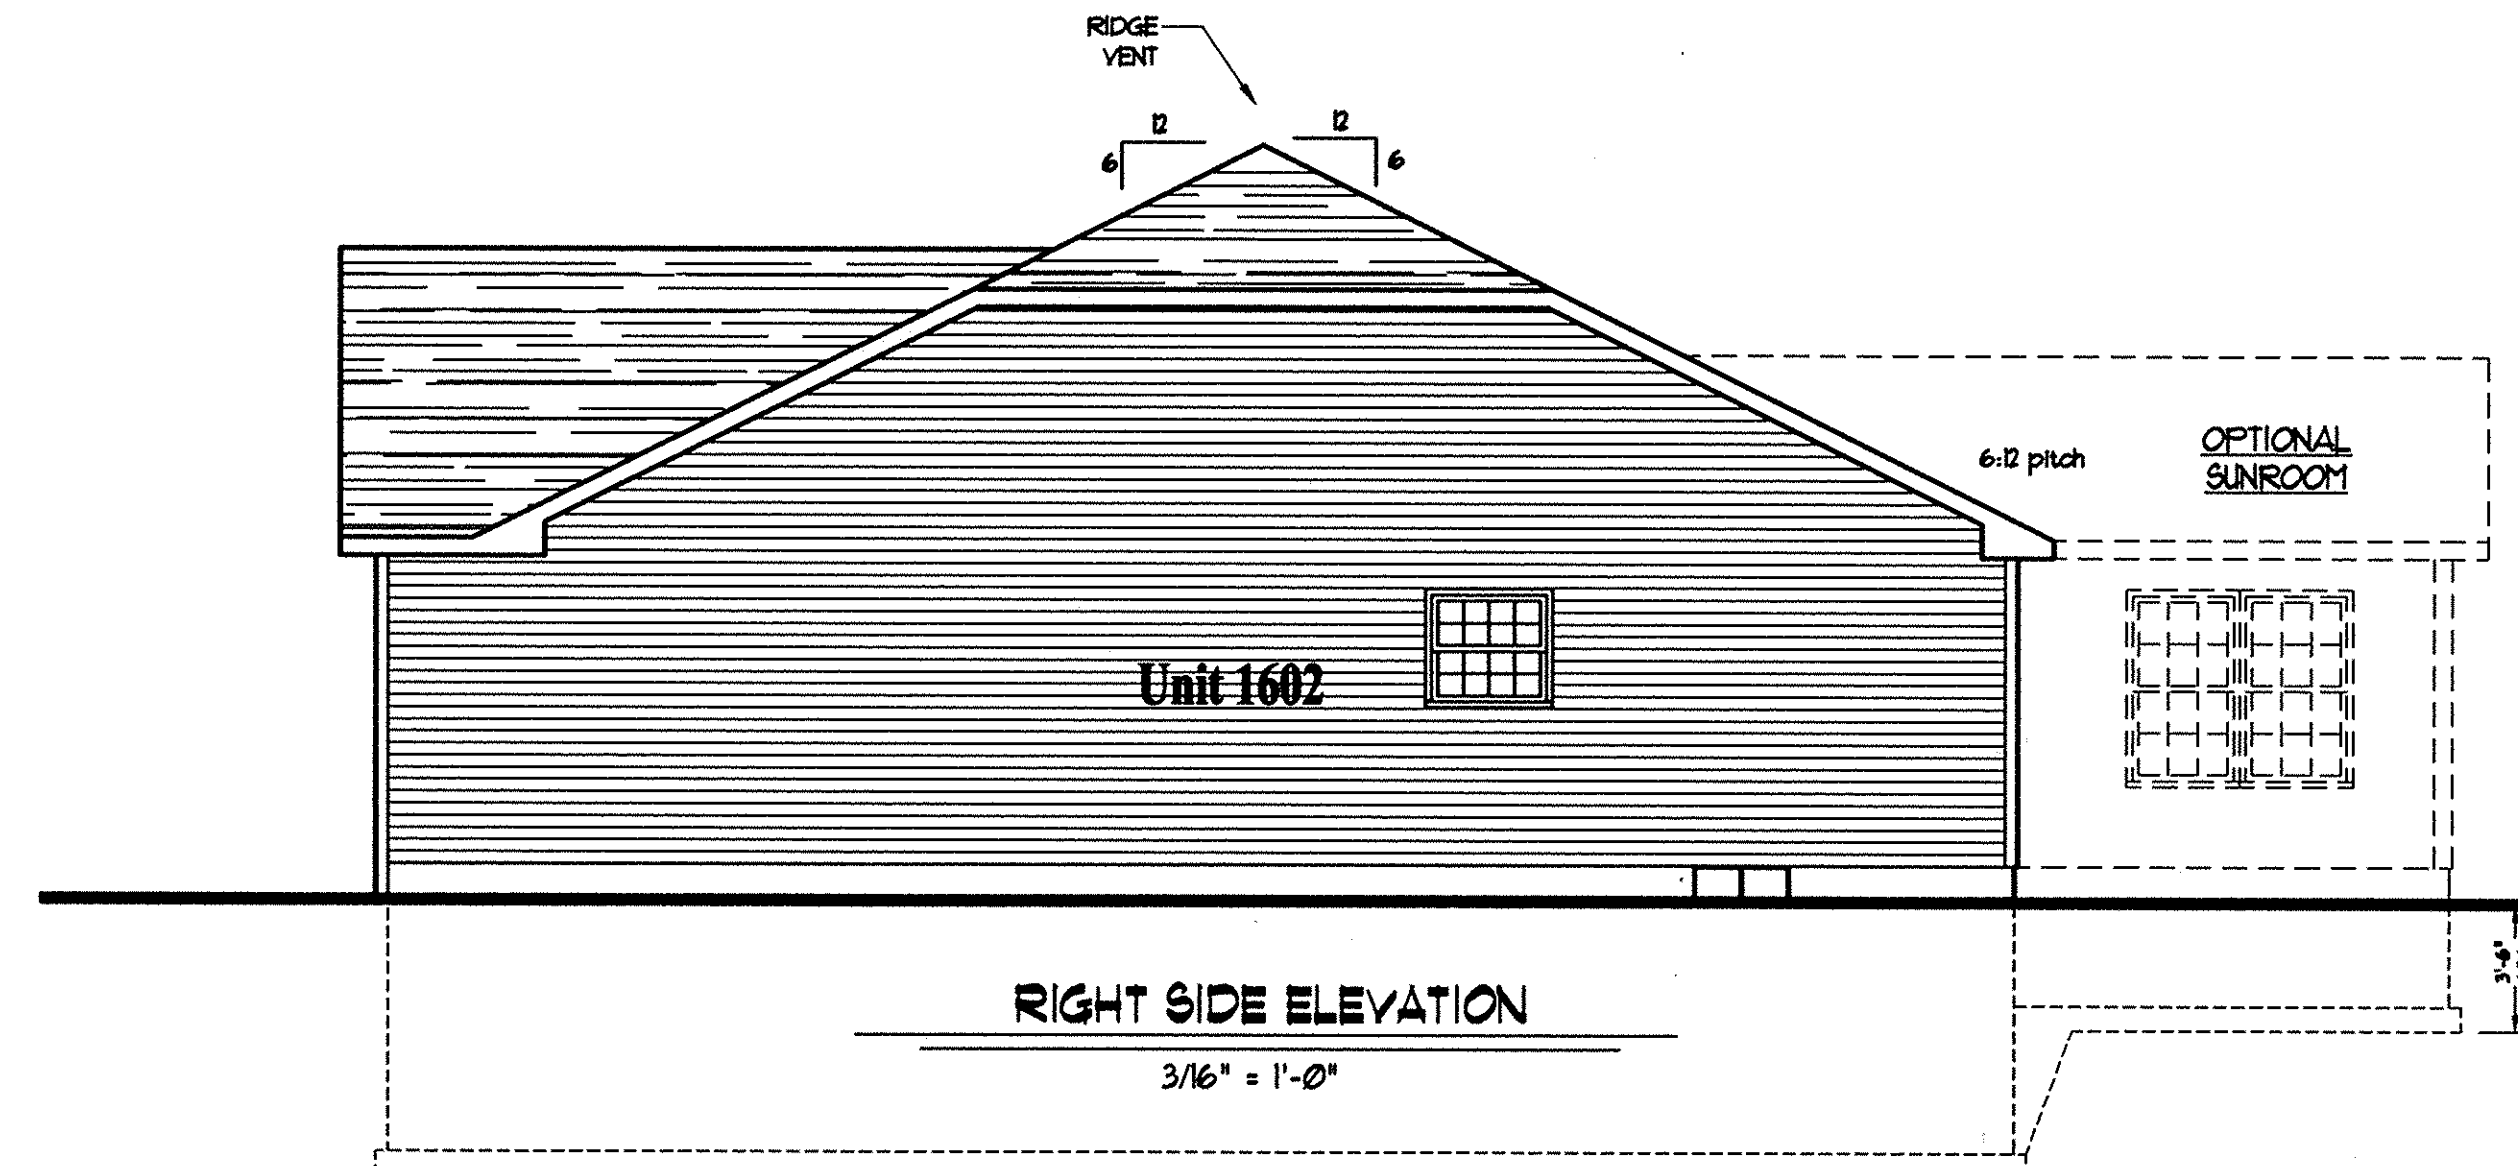 RIDGE
VENT
12
12
6
6
6:12 pitch
OPTIONAL
SUNROOM
Unit 1602
3'-6"
RIGHT SIDE ELEVATION
3/16" = 1'-0"